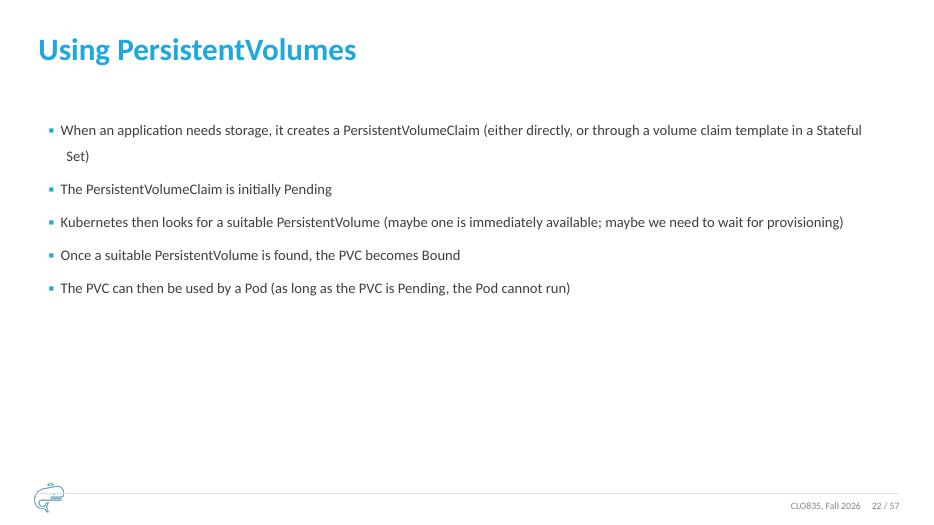 Using PersistentVolumes
▪ When an application needs storage, it creates a PersistentVolumeClaim (either directly, or through a volume claim template in a Stateful
Set)
▪ The PersistentVolumeClaim is initially Pending
▪ Kubernetes then looks for a suitable PersistentVolume (maybe one is immediately available; maybe we need to wait for provisioning)
▪ Once a suitable PersistentVolume is found, the PVC becomes Bound
▪ The PVC can then be used by a Pod (as long as the PVC is Pending, the Pod cannot run)
CLO835, Fall 2026 22 / 57